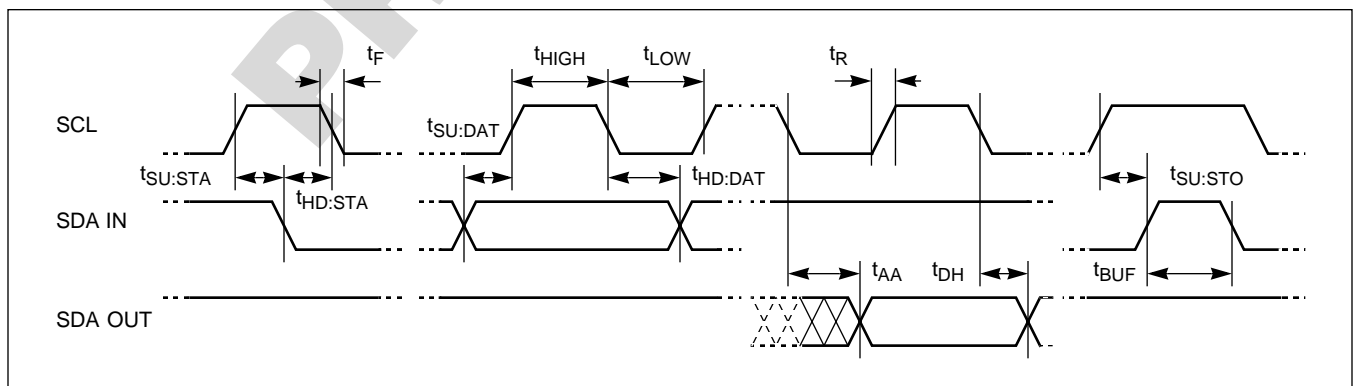 tF
tHIGH
tLOW
tR
SCL
tSU:DAT
tSU:STA
tHD:STA
tHD:DAT
tSU:STO
SDA IN
tAA
tDH
tBUF
SDA OUT